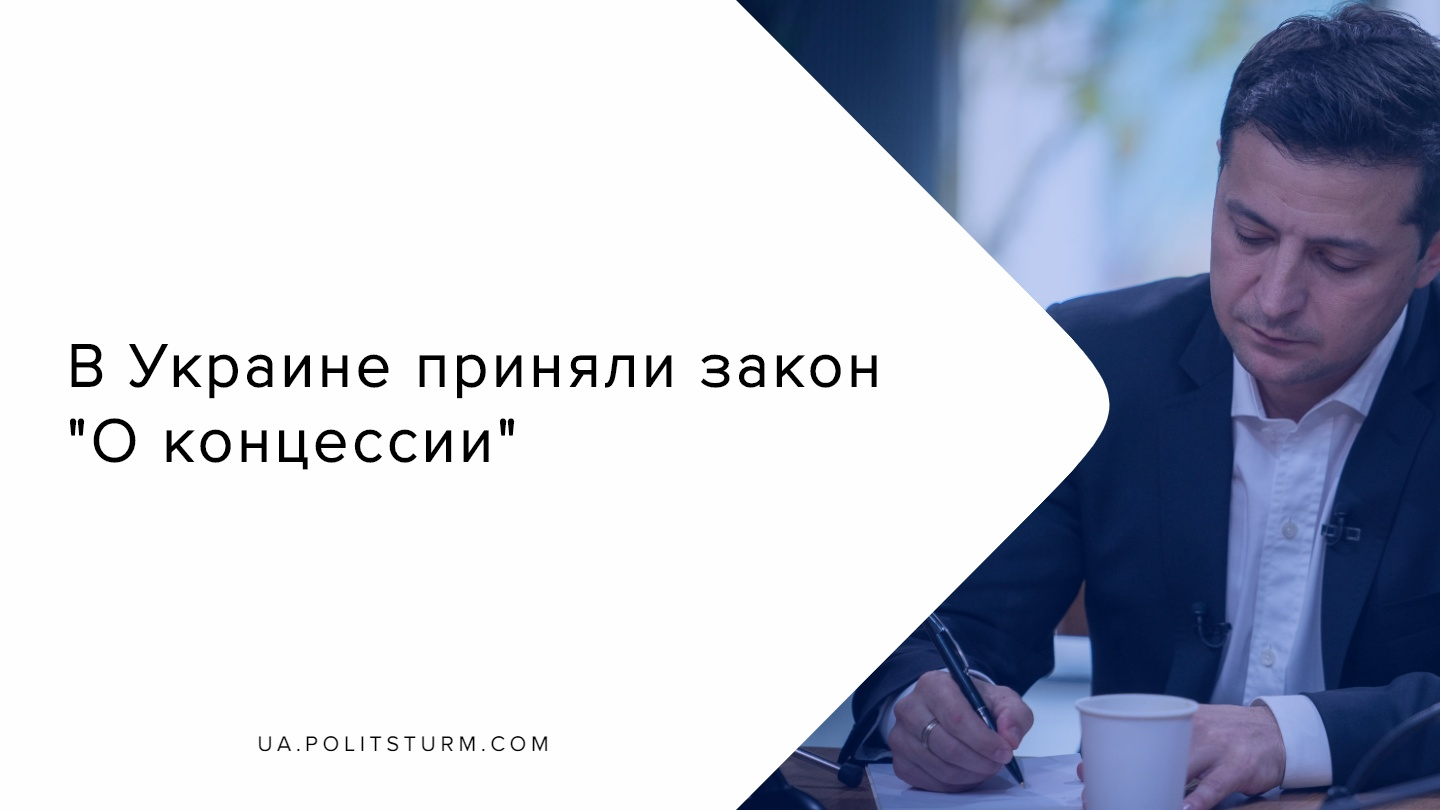 В Украине приняли закон
"О концессии"
UA.POLITSTURM.COM